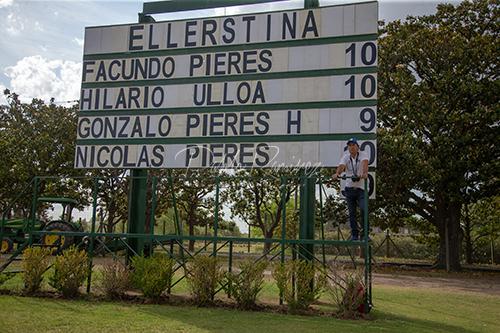 ELLERSTINA
FACUNDO PIERES 10
HILARIO ULLOA 10
GONZALO PIERES H 9
NICOLAS PIERES